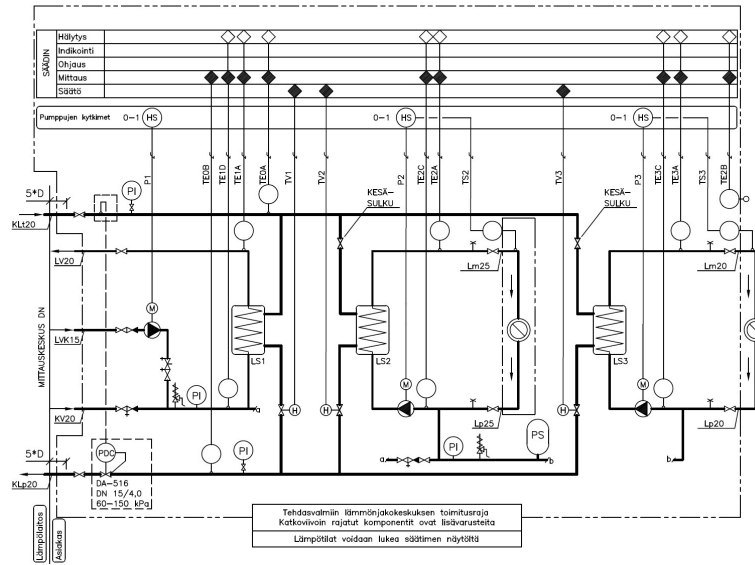 SÄÄDIN
Hälytys
Indikointi
Ohjaus
Mittaus
Säätö
Pumppujen kytkimet
0-1 HS
0-1 HS
0-1 HS
P1
TE0B
TE1D
TE1A
TE0A
TV1
TV2
P2
TE2C
TE2A
TS2
TV3
P3
TE3C
TE3A
TS3
TE2B
5*D
PI
KESÄ-
SULKU
KESÄ-
SULKU
KLt20
LV20
Lm25
Lm20
MITTAUSKESKUS DN
M
LVK15
LS1
LS2
LS3
M
M
PI
H
H
H
KV20
a
Lp25
Lp20
5*D
PDC
PI
a
PI
PS
b
b
KLp20
DA-516
DN 15/4,0
60-150 kPa
Lämpölaitos
Asiakas
Tehdasvalmiin lämmönjakokeskuksen toimitusraja
Katkoviivoin rajatut komponentit ovat lisävarusteita
Lämpötilat voidaan lukea säätimen näytöltä